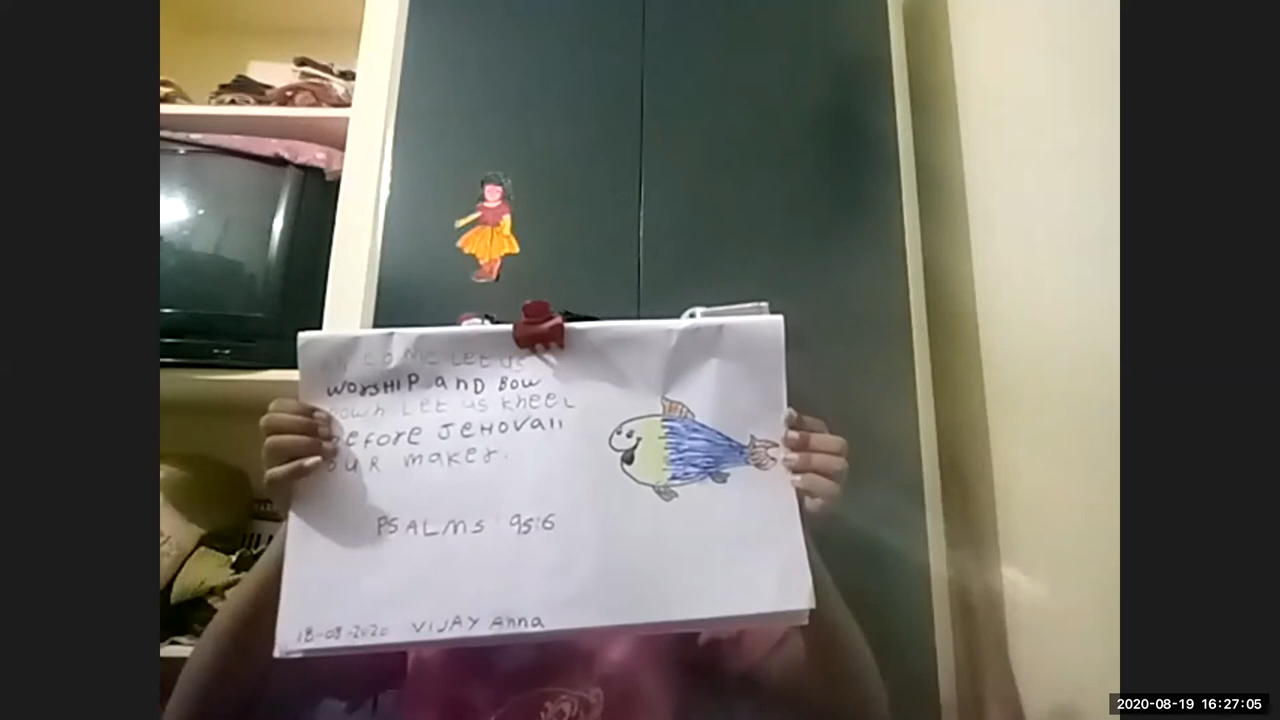 COME LET US
WORSHIP and BOW
DOWN LET US KNEEL
BEFORE JEHOVAH
OUR MAKER.
PSALMS 95:6
18-08-2020 VIJAY Anna
2020-08-19 16:27:05